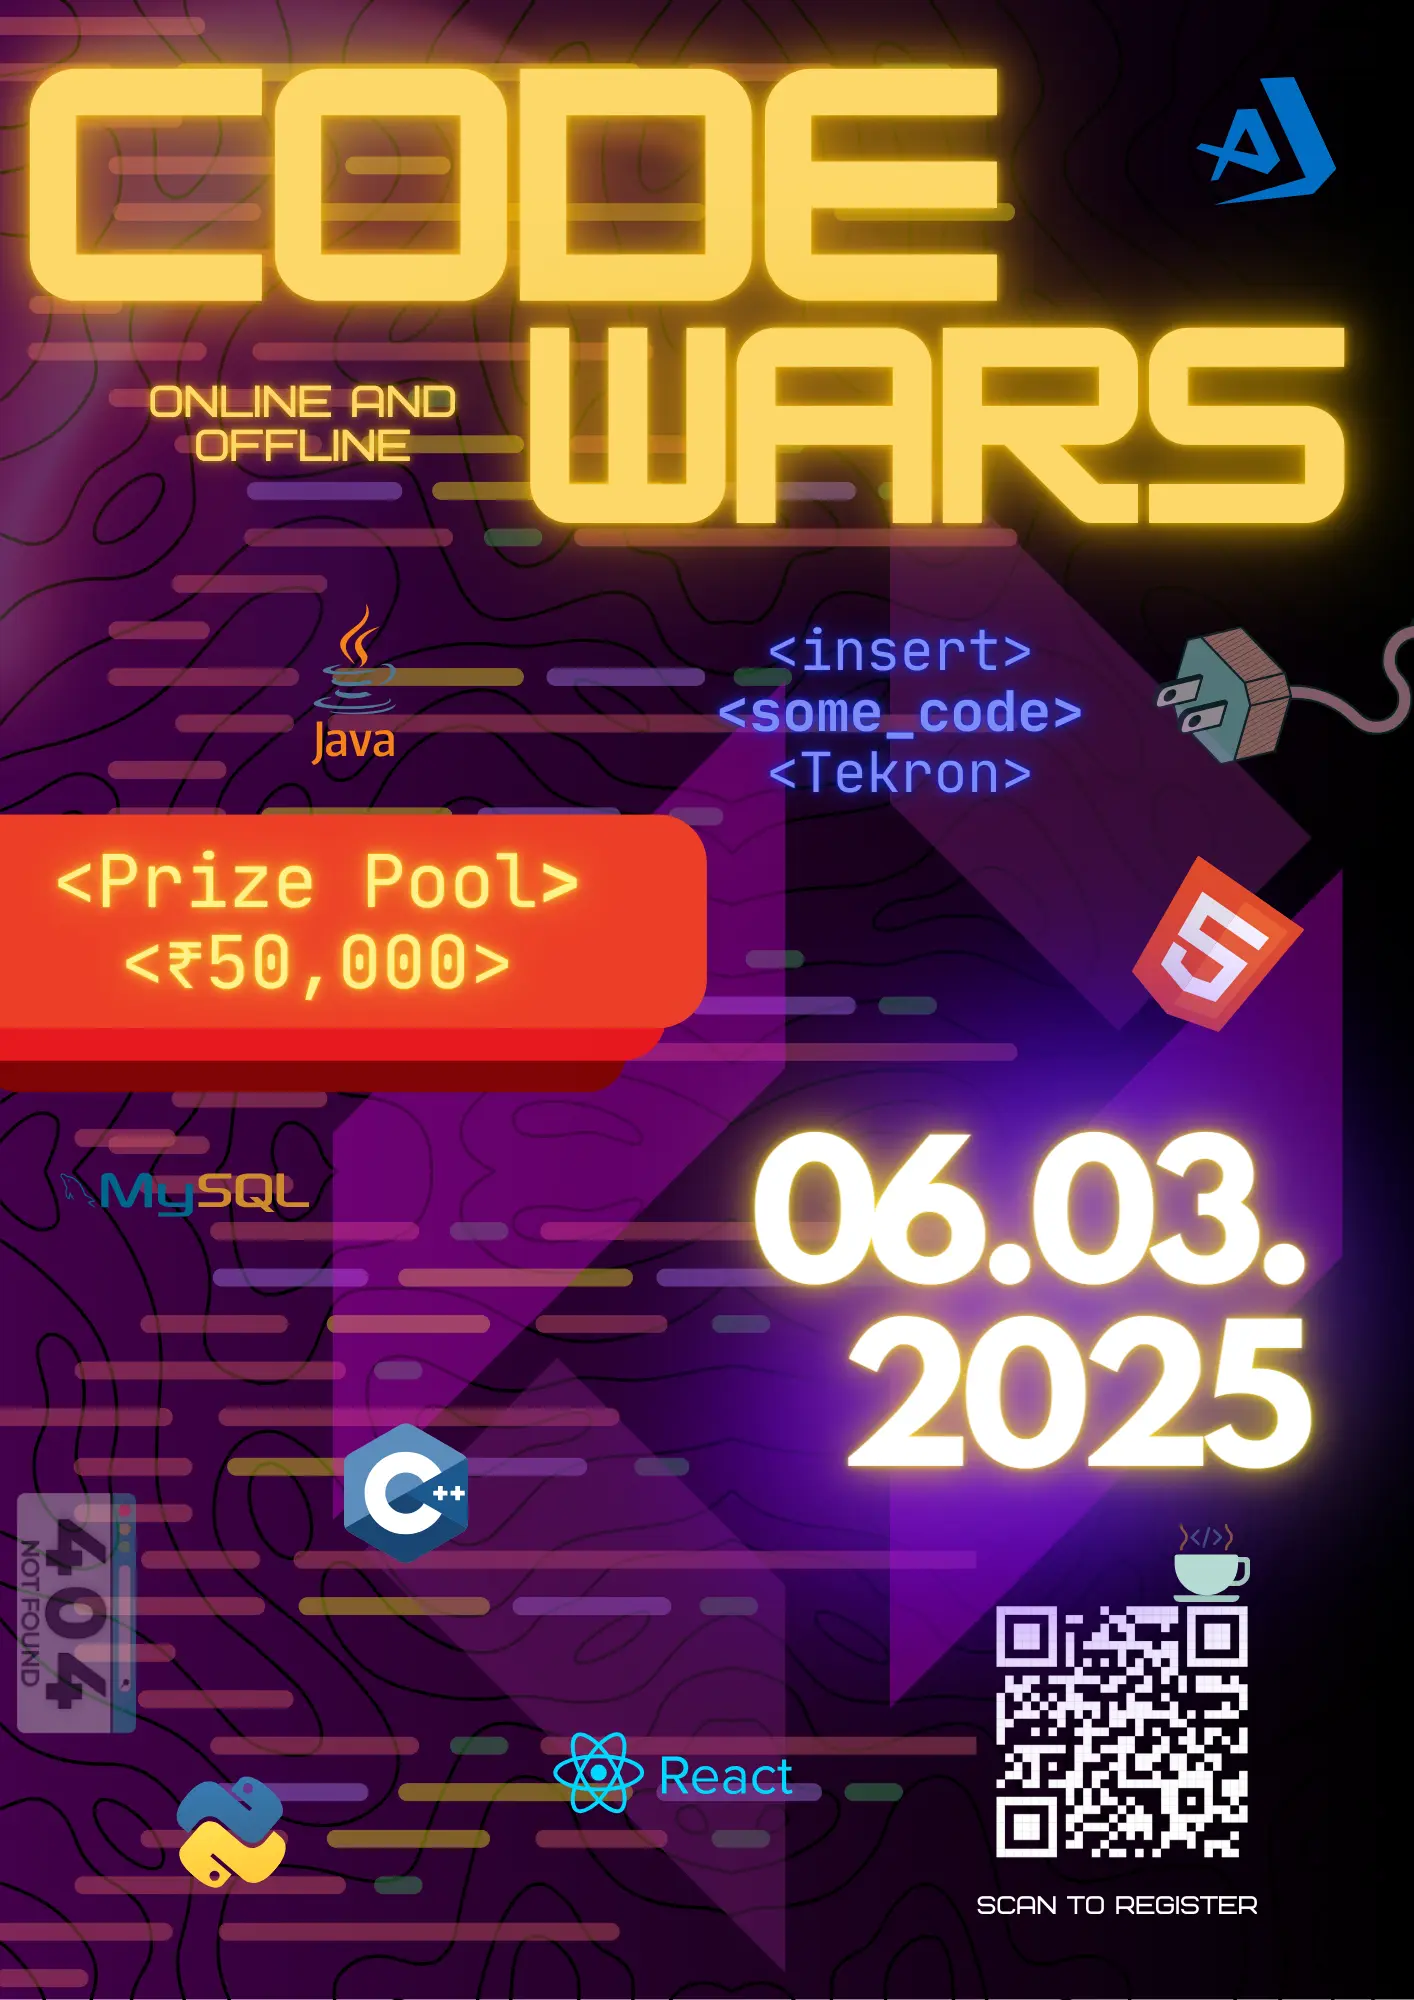 CODE
WARS
ONLINE AND
OFFLINE
Java
<insert>
<some_code>
<Tekron>
<Prize Pool>
<₹50,000>
5
MySQL
06.03.
2025
C++
</>
404
NOT FOUND
React
SCAN TO REGISTER